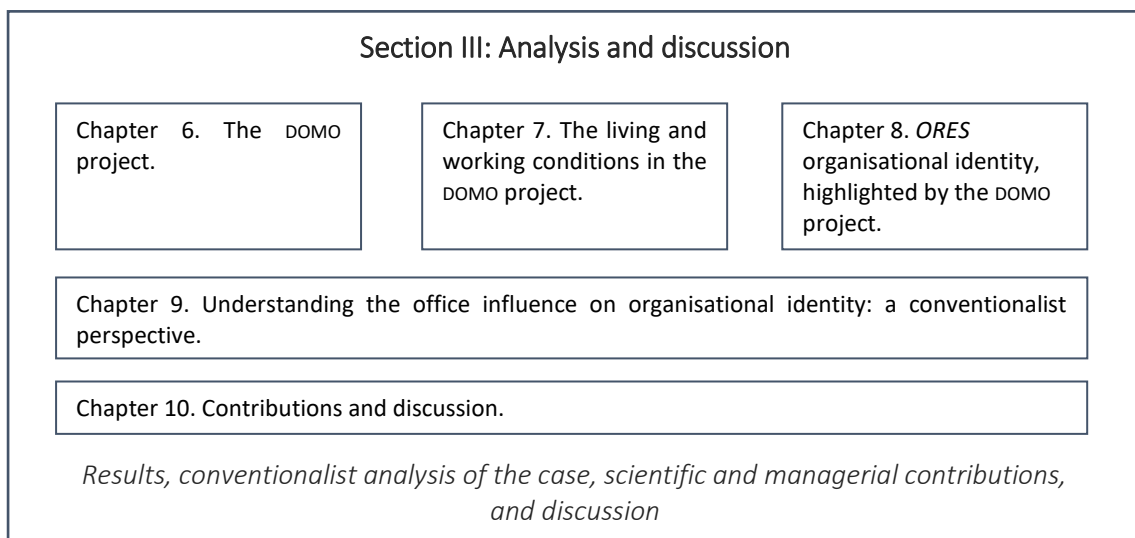 Section III: Analysis and discussion
Chapter 6. The DOMO
project.
Chapter 7. The living and
working conditions in the
DOMO project.
Chapter 8. ORES
organisational identity,
highlighted by the DOMO
project.
Chapter 9. Understanding the office influence on organisational identity: a conventionalist
perspective.
Chapter 10. Contributions and discussion.
Results, conventionalist analysis of the case, scientific and managerial contributions,
and discussion